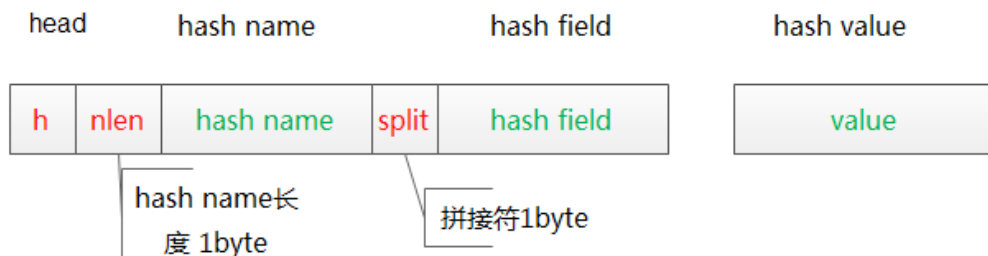 head hash name hash field hash value
h nlen hash name split hash field value
hash name长
度 1byte
拼接符1byte